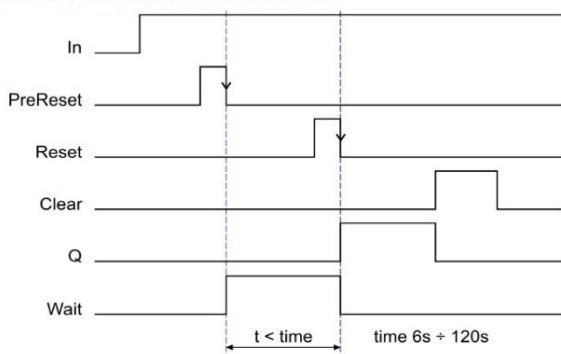 In
PreReset
Reset
Clear
Q
Wait
t < time time 6s ÷ 120s